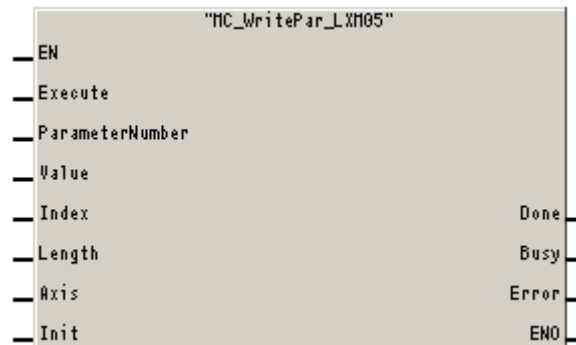 "MC_WritePar_LXM05"
EN
Execute
ParameterNumber
Value
Index Done
Length Busy
Axis Error
Init ENO